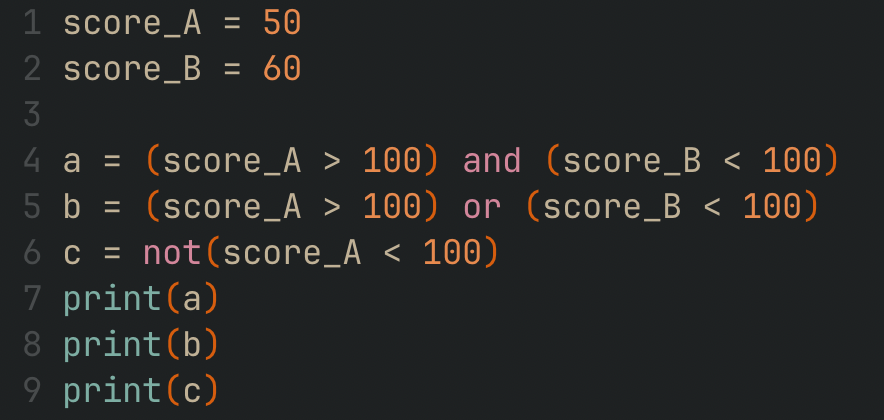 1 score_A = 50
2 score_B = 60
3
4 a = (score_A > 100) and (score_B < 100)
5 b = (score_A > 100) or (score_B < 100)
6 c = not(score_A < 100)
7 print(a)
8 print(b)
9 print(c)